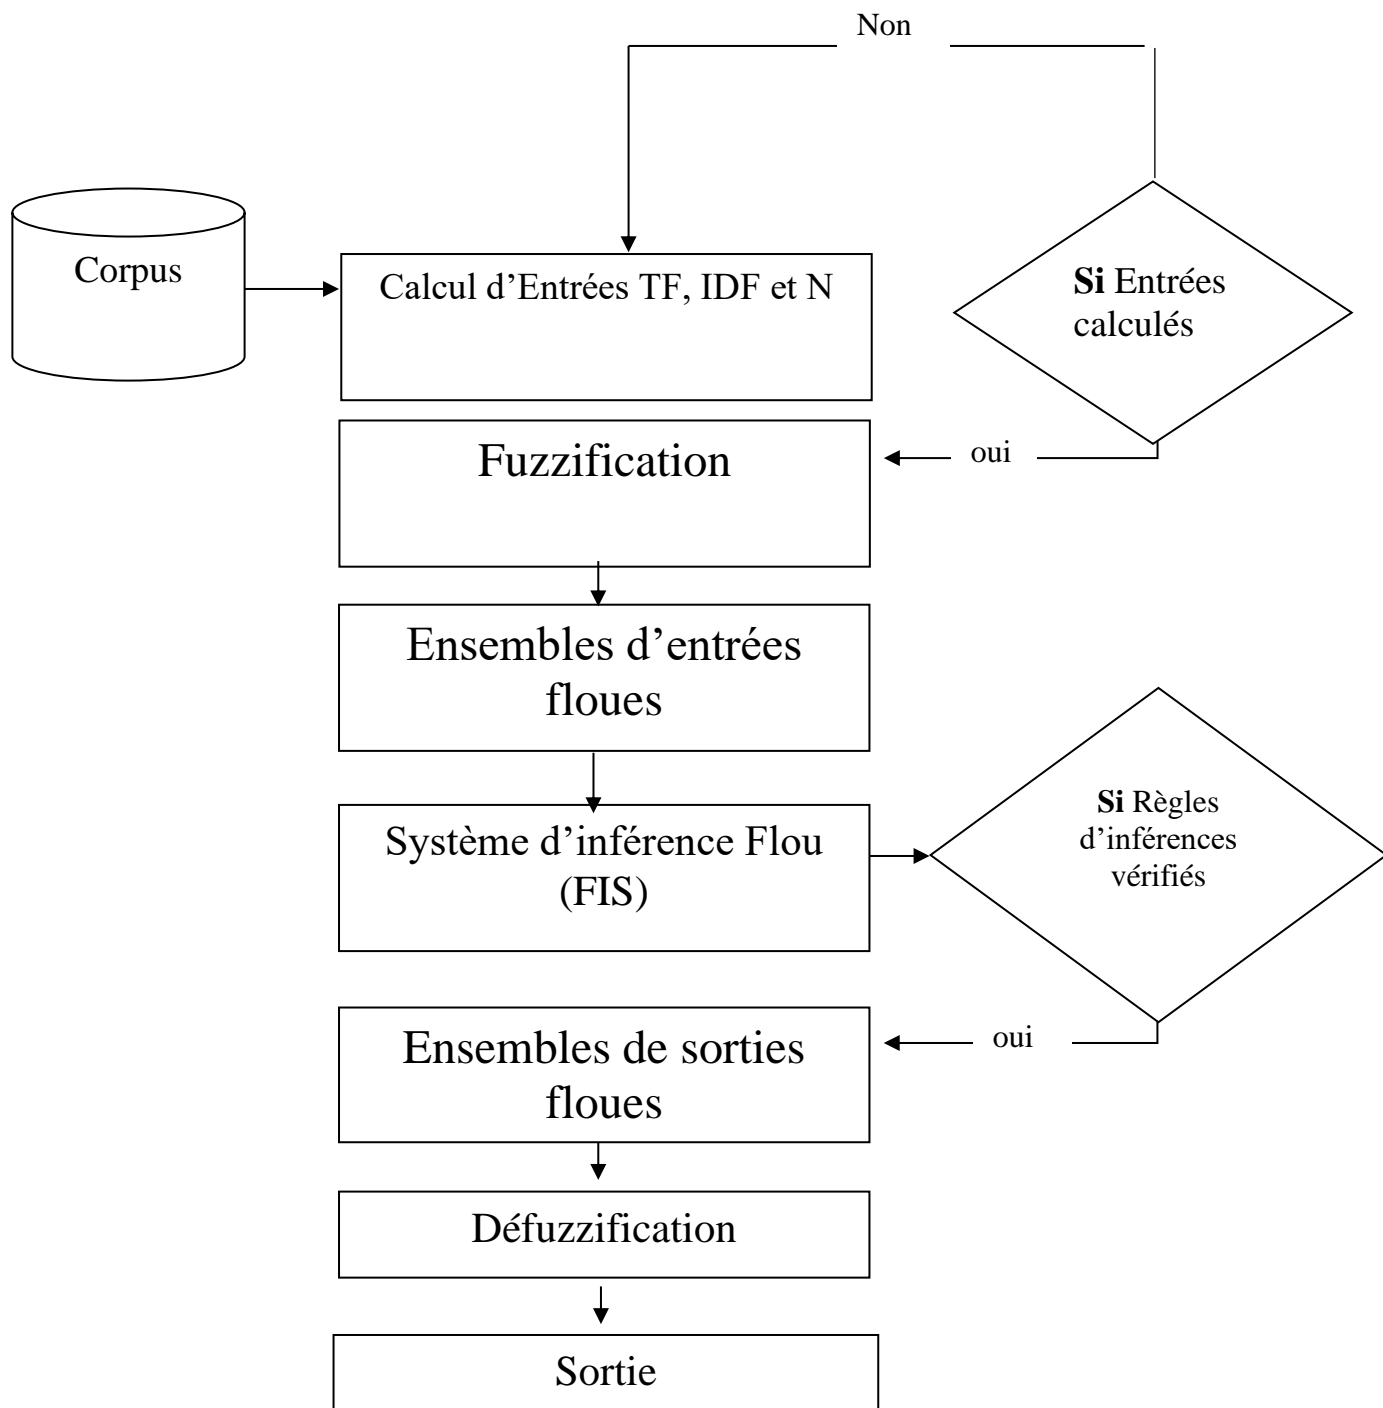 Non
Corpus
Calcul d’Entrées TF, IDF et N
Si Entrées
calculés
Fuzzification
oui
Ensembles d’entrées
floues
Système d’inférence Flou
(FIS)
Si Règles
d’inférences
vérifiés
Ensembles de sorties
floues
oui
Défuzzification
Sortie